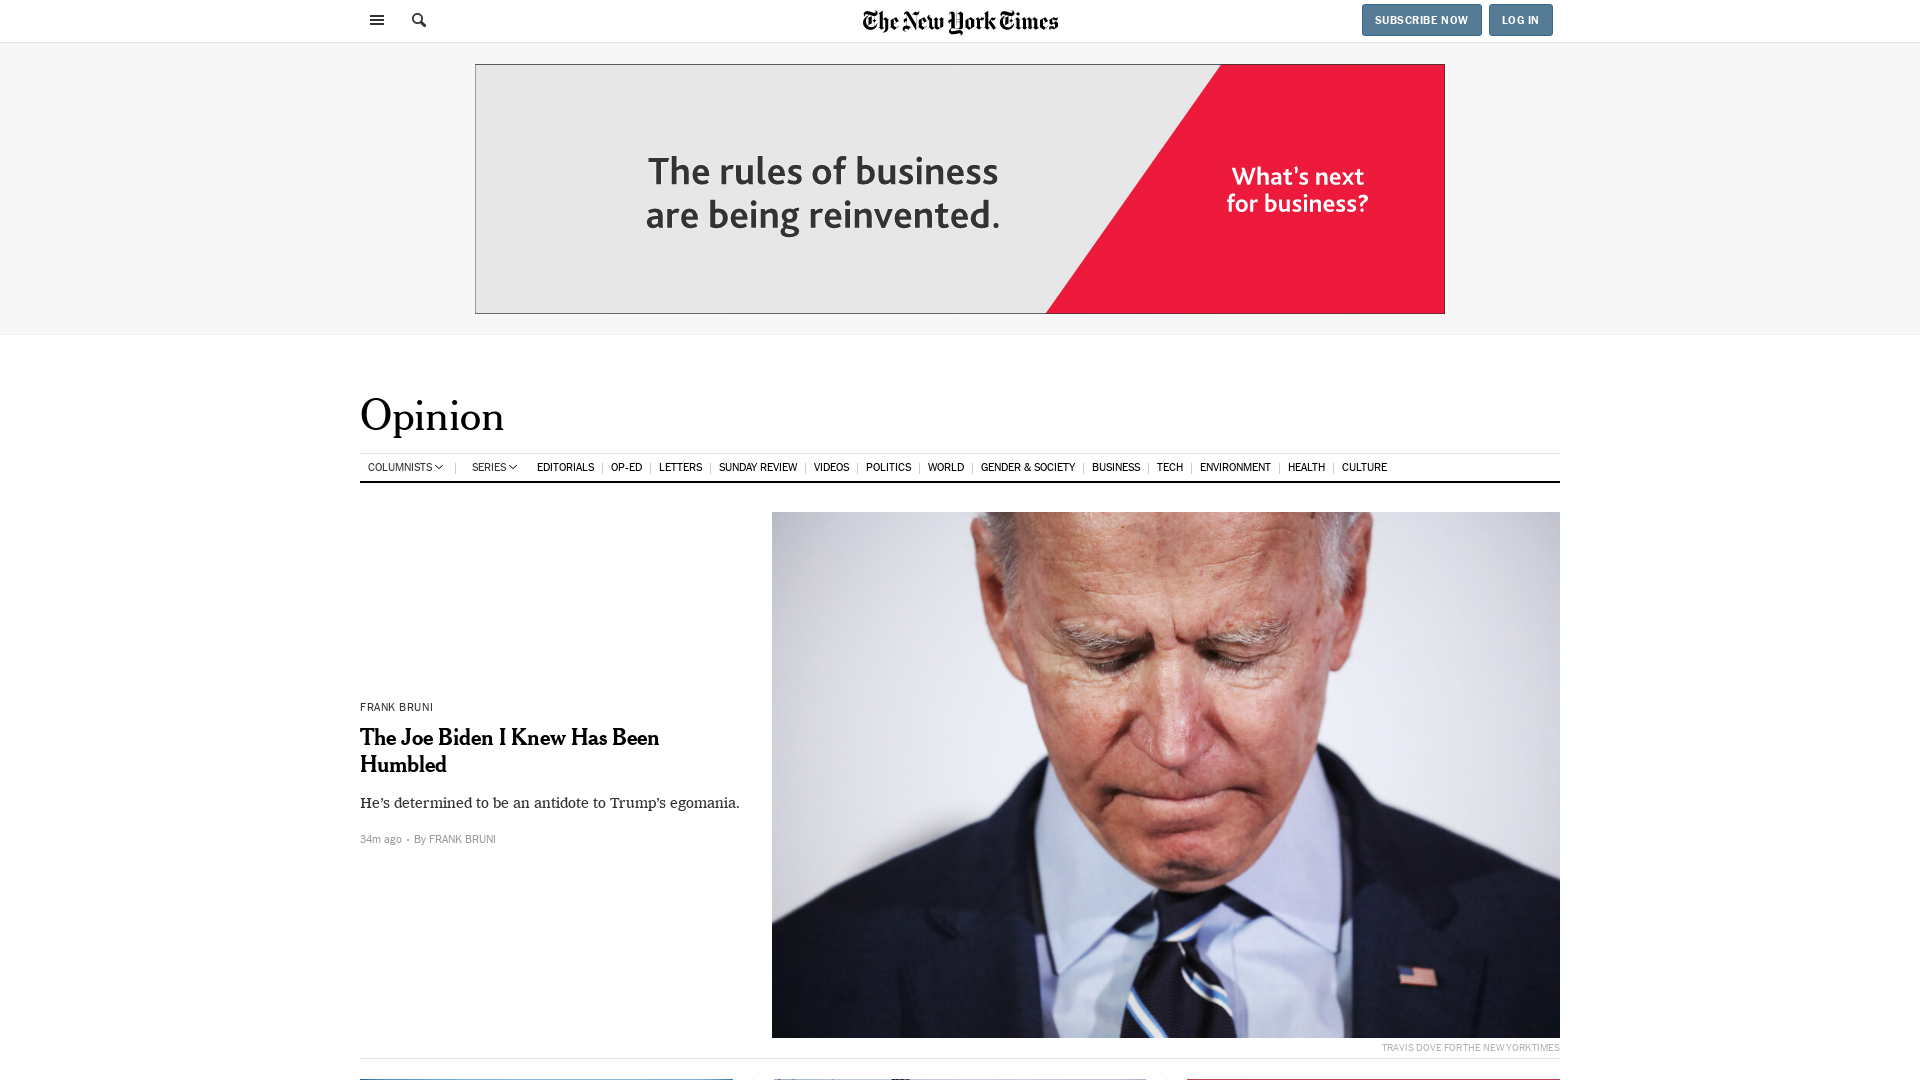 The New York Times
SUBSCRIBE NOW
LOG IN
The rules of business
are being reinvented.
What's next
for business?
Opinion
COLUMNISTS
SERIES
EDITORIALS
OP-ED
LETTERS
SUNDAY REVIEW
VIDEOS
POLITICS
WORLD
GENDER & SOCIETY
BUSINESS
TECH
ENVIRONMENT
HEALTH
CULTURE
FRANK BRUNI
The Joe Biden I Knew Has Been
Humbled
He’s determined to be an antidote to Trump’s egomania.
34m ago • By FRANK BRUNI
TRAVIS DOVE FOR THE NEW YORK TIMES